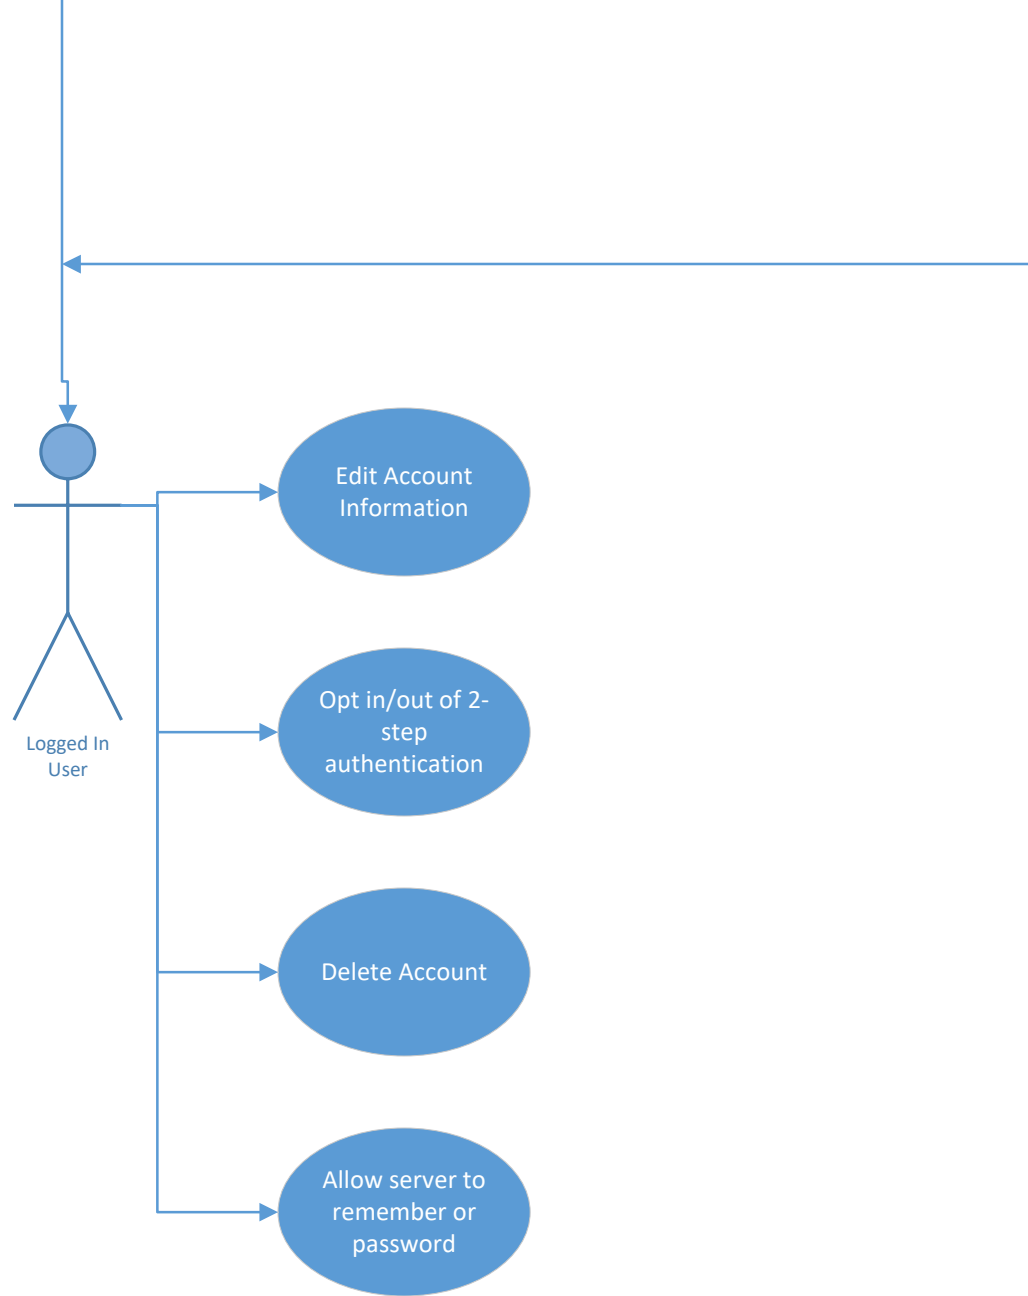 Edit Account
Information
Opt in/out of 2-
step
authentication
Logged In
User
Delete Account
Allow server to
remember or
password